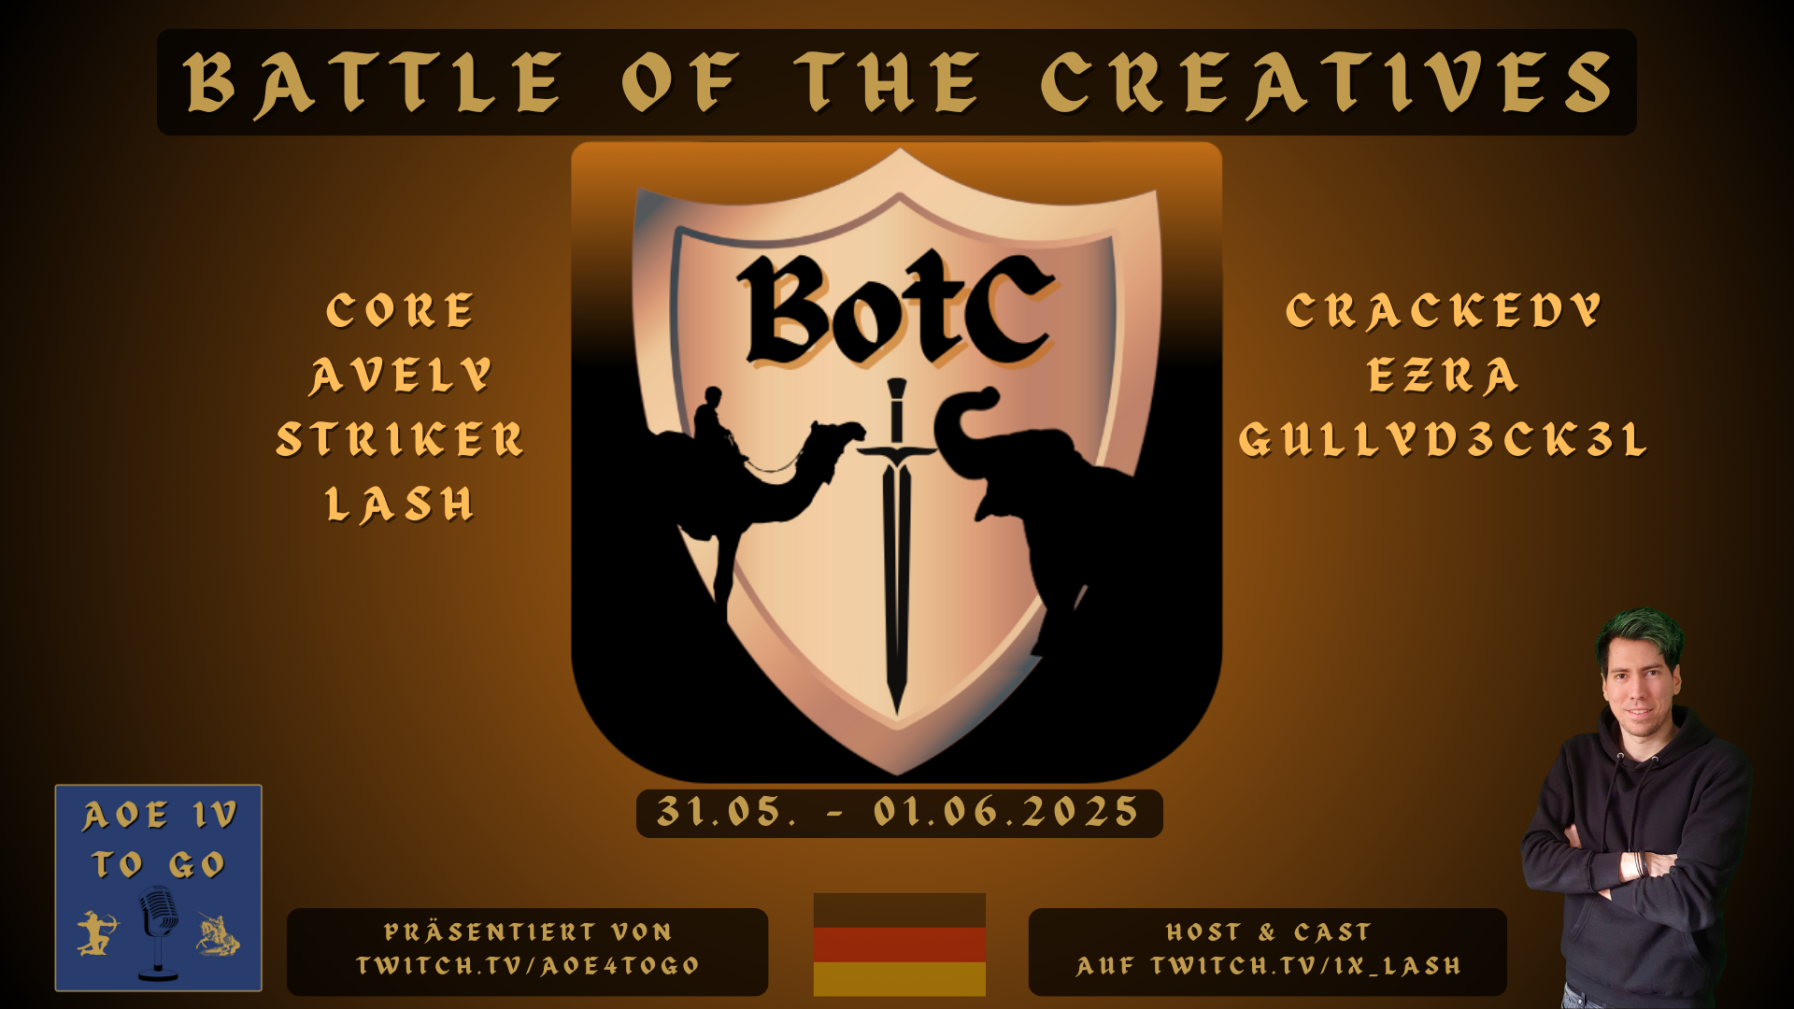 BATTLE OF THE CREATIVES
BotC
CORE
AVELY
STRIKER
LASH
CRACKEDY
EZRA
GULLYD3CK3L
31.05. - 01.06.2025
AOE IV
TO GO
PRÄSENTIERT VON
TWITCH.TV/AOE4TOGO
HOST & CAST
AUF TWITCH.TV/IX_LASH